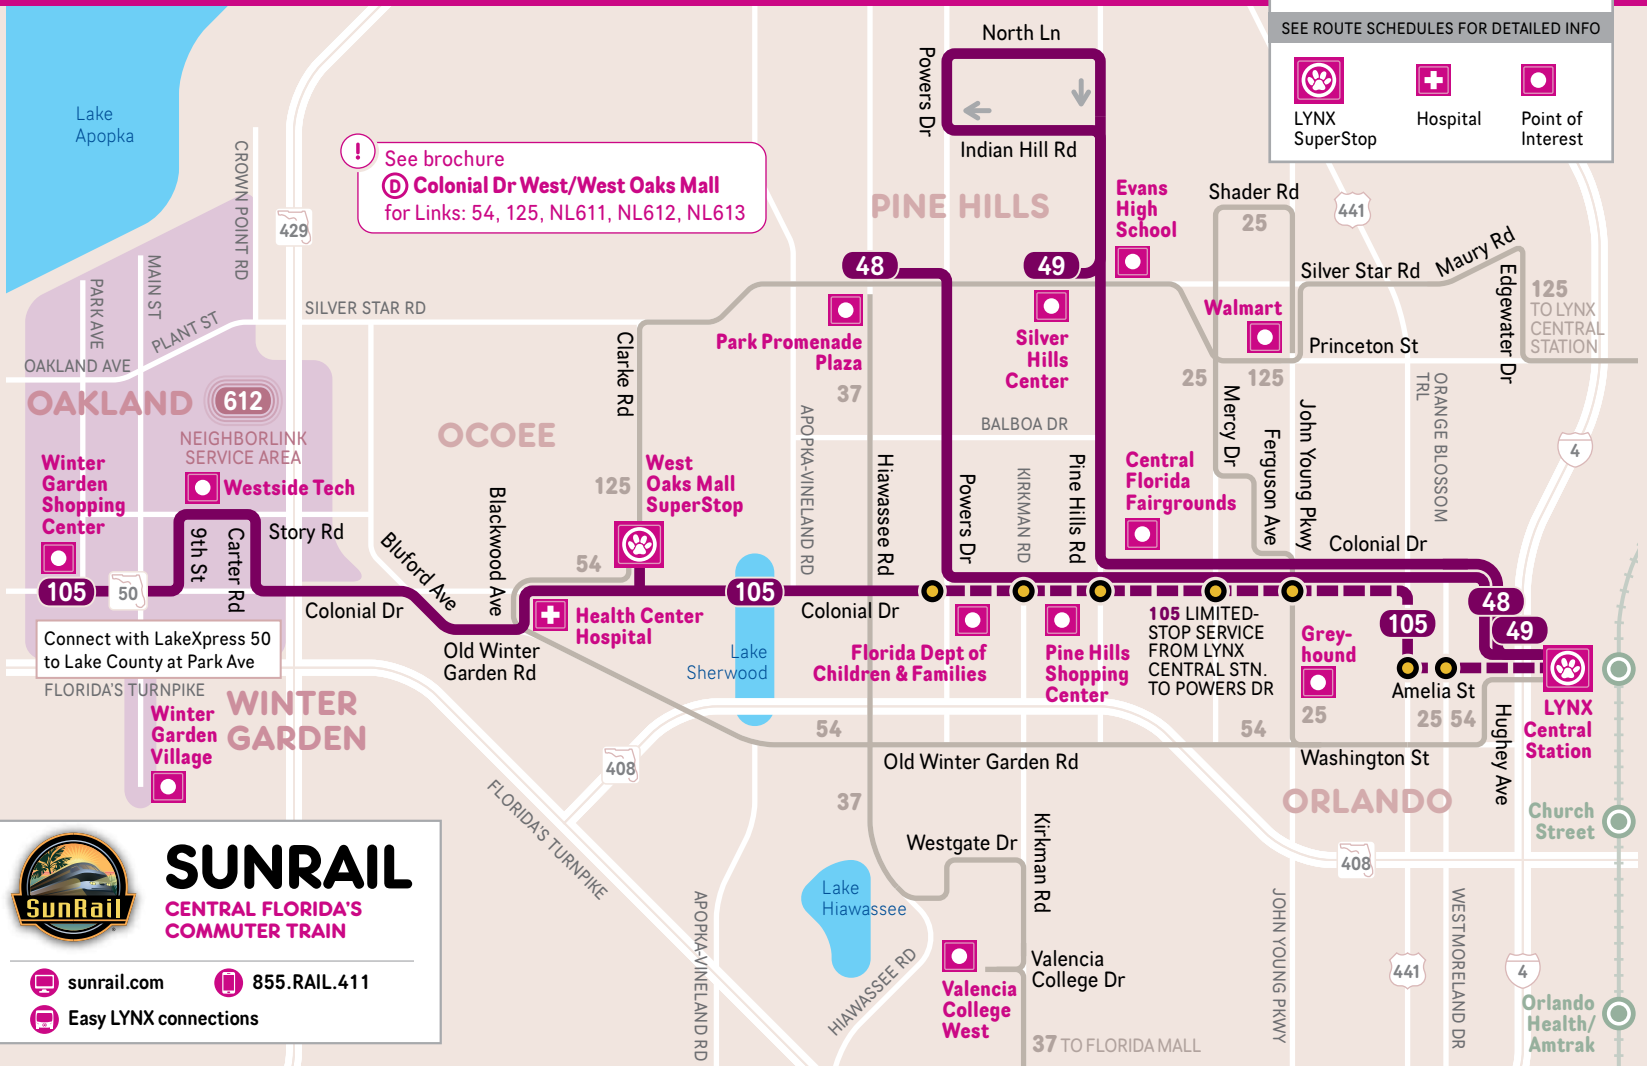 SEE ROUTE SCHEDULES FOR DETAILED INFO
LYNX
SuperStop
Hospital
Point of
Interest
North Ln
Powers Dr
Indian Hill Rd
Lake
Apopka
!
See brochure
D Colonial Dr West/West Oaks Mall
for Links: 54, 125, NL611, NL612, NL613
CROWN POINT RD
429
PINE HILLS
Evans
High
School
Shader Rd
25
441
Silver Star Rd
Maury Rd
Edgewater Dr
125
TO LYNX
CENTRAL
STATION
48
49
PARK AVE
MAIN ST
PLANT ST
SILVER STAR RD
OAKLAND AVE
Clarke Rd
Park Promenade
Plaza
37
Silver
Hills
Center
Walmart
Princeton St
25
125
OAKLAND
612
NEIGHBORLINK
SERVICE AREA
OCOEE
APOPKA-VINELAND RD
BALBOA DR
Mercy Dr
Ferguson Ave
John Young Pkwy
ORANGE BLOSSOM
TRL
4
Winter
Garden
Shopping
Center
Westside Tech
West
Oaks Mall
SuperStop
125
Blackwood Ave
Hiawassee Rd
Powers Dr
KIRKMAN RD
Pine Hills Rd
Central
Florida
Fairgrounds
Colonial Dr
9th St
Carter Rd
Story Rd
Bluford Ave
54
105
50
Colonial Dr
105
Colonial Dr
Connect with LakeXpress 50
to Lake County at Park Ave
Old Winter
Garden Rd
Health Center
Hospital
Lake
Sherwood
Florida Dept of
Children & Families
Pine Hills
Shopping
Center
105 LIMITED-
STOP SERVICE
FROM LYNX
CENTRAL STN.
TO POWERS DR
Grey-
hound
25
105
48
49
Amelia St
25 54
LYNX
Central
Station
Hughey Ave
FLORIDA'S TURNPIKE
WINTER
GARDEN
Winter
Garden
Village
408
54
54
Old Winter Garden Rd
Washington St
ORLANDO
Church
Street
FLORIDA'S TURNPIKE
37
Westgate Dr
Kirkman Rd
408
SunRail
SUNRAIL
CENTRAL FLORIDA'S
COMMUTER TRAIN
sunrail.com
855.RAIL.411
Easy LYNX connections
APOPKA-VINELAND RD
Lake
Hiawassee
HIAWASSEE RD
Valencia
College
West
Valencia
College Dr
37 TO FLORIDA MALL
JOHN YOUNG PKWY
441
WESTMORELAND DR
4
Orlando
Health/
Amtrak